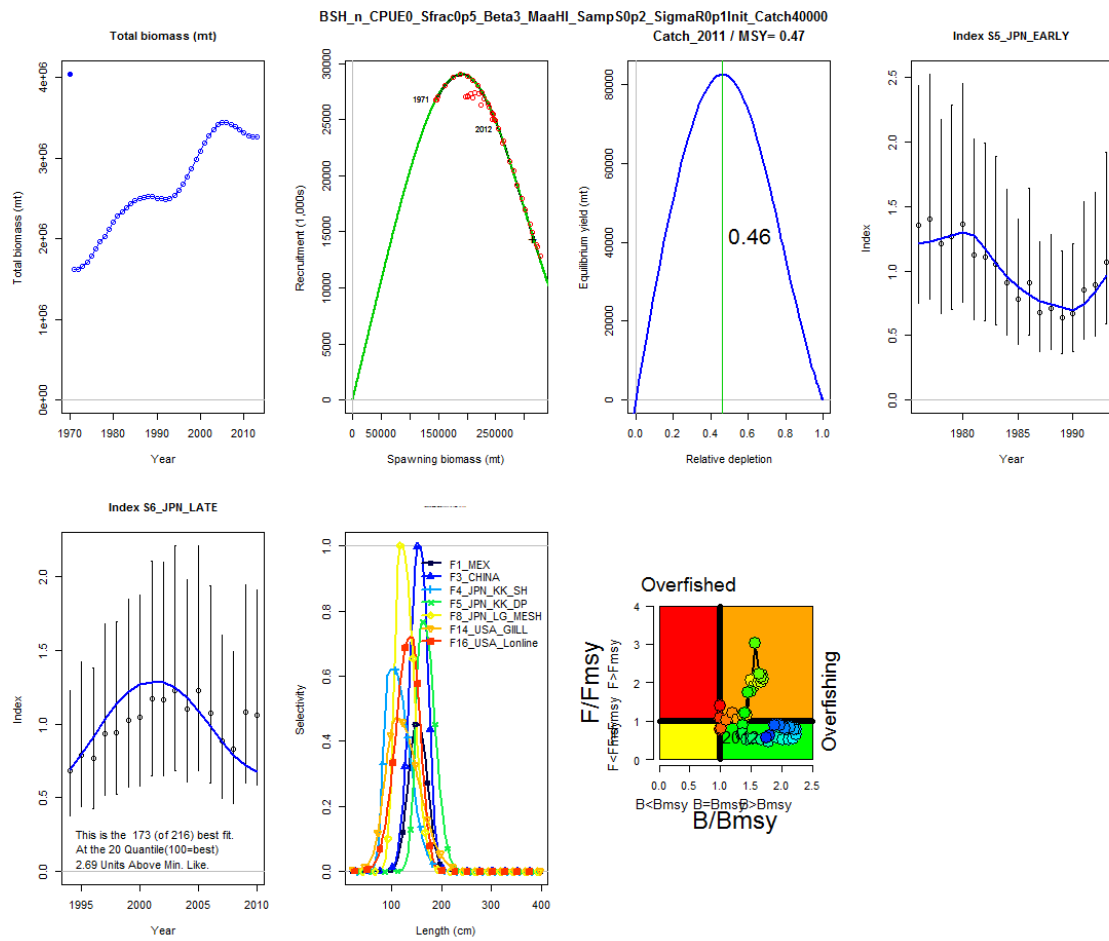 BSH_n_CPUE0_Sfrac0p5_Beta3_MaaHI_SampS0p2_SigmaR0p1Init_Catch40000
Total biomass (mt)
Catch_2011 / MSY= 0.47
Index S5_JPN_EARLY
Total biomass (mt)
0e+00
1e+06
2e+06
3e+06
4e+06
1970
1980
1990
2000
2010
Year
Recruitment (1,000s)
0
5000
10000
15000
20000
25000
30000
1971
2012
0
50000
150000
250000
Spawning biomass (mt)
Equilibrium yield (mt)
0
20000
40000
60000
80000
0.46
0.0
0.2
0.4
0.6
0.8
1.0
Relative depletion
Index
0.0
0.5
1.0
1.5
2.0
2.5
1980
1985
1990
Year
Index S6_JPN_LATE
Index
0.0
0.5
1.0
1.5
2.0
This is the 173 (of 216) best fit.
At the 20 Quantile(100=best)
2.69 Units Above Min. Like.
1995
2000
2005
2010
Year
Selectivity
0.0
0.2
0.4
0.6
0.8
1.0
F1_MEX
F3_CHINA
F4_JPN_KK_SH
F5_JPN_KK_DP
F8_JPN_LG_MESH
F14_USA_GIILL
F16_USA_Lonline
100
200
300
400
Length (cm)
Overfished
F/Fmsy
F>Fmsy
F<Fmsy
0
1
2
3
4
2012
Overfishing
0.0
0.5
1.0
1.5
2.0
2.5
B<Bmsy
B=Bmsy
B>Bmsy
B/Bmsy